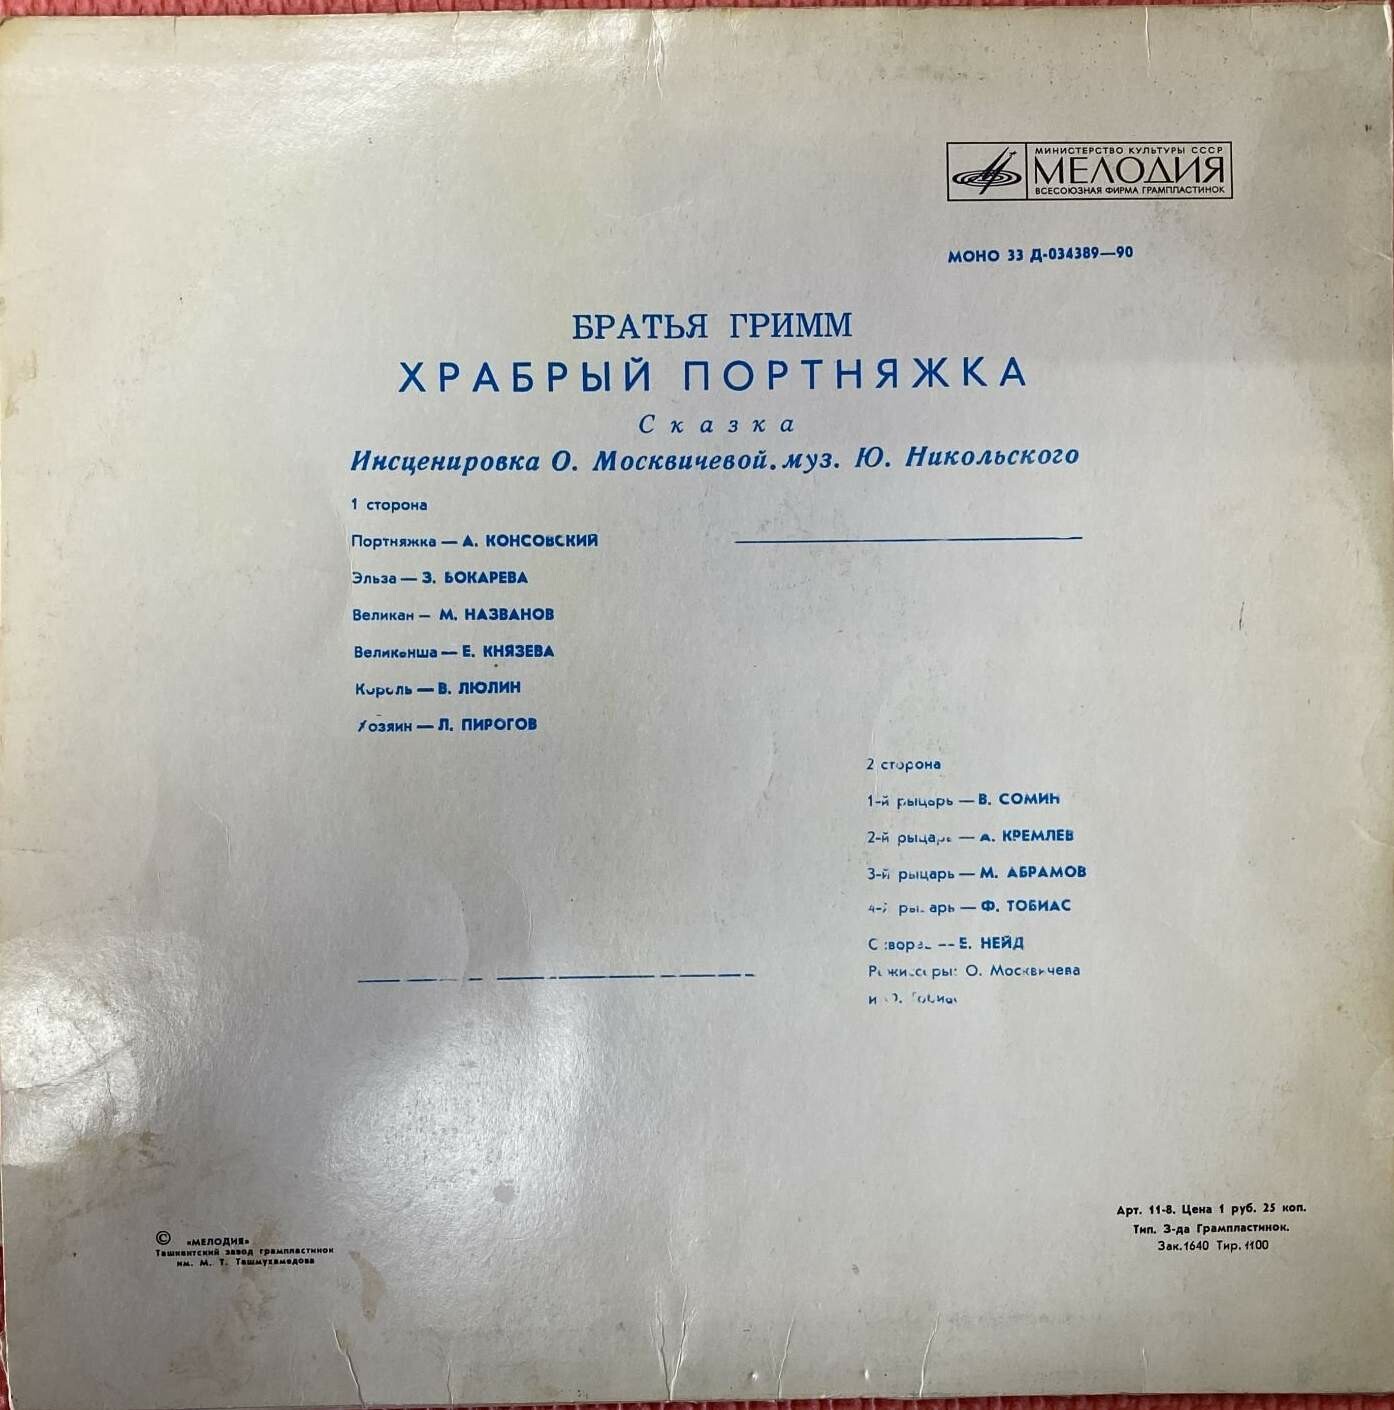 МИНИСТЕРСТВО КУЛЬТУРЫ СССР
МЕЛОДИЯ
ВСЕСОЮЗНАЯ ФИРМА ГРАМПЛАСТИНОК
МОНО 33 Д-034389—90
БРАТЬЯ ГРИММ
ХРАБРЫЙ ПОРТНЯЖКА
Сказка
Инсценировка О. Москвичевой. муз. Ю. Никольского
1 сторона
Портняжка — А. КОНСОВСКИЙ
Эльза — З. БОКАРЕВА
Великан — М. НАЗВАНОВ
Великанша — Е. КНЯЗЕВА
Король — В. ЛЮЛИН
Хозяин — Л. ПИРОГОВ
2 сторона
1-й рыцарь — В. СОМИН
2-й рыцарь — А. КРЕМЛЕВ
3-й рыцарь — М. АБРАМОВ
4-й рыцарь — Ф. ТОБИАС
— Е. НЕЙД
Режиссеры: О. Москвичева
и
© «МЕЛОДИЯ»
Ташкентский завод грампластинок
им. М. Т. Ташмухамедова
Арт. 11-8. Цена 1 руб. 25 коп.
Тип. З-да Грампластинок.
Зак. 1640 Тир. 1100